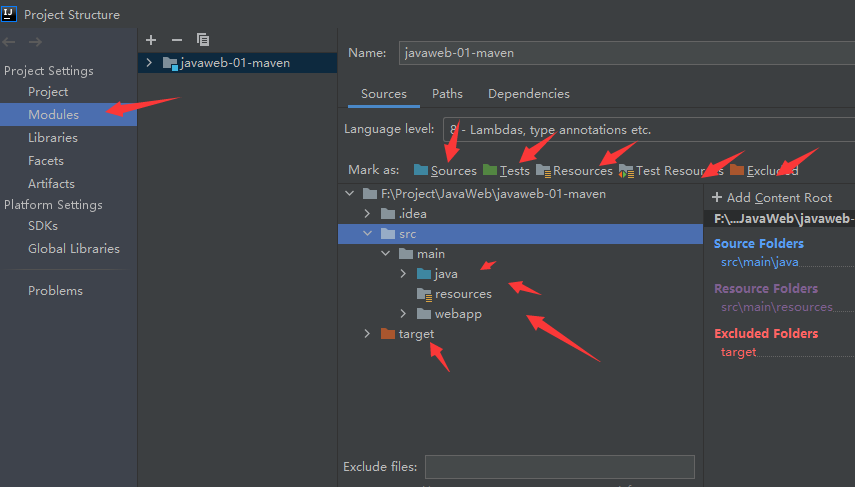 Project Structure
Project Settings
Project
Modules
Libraries
Facets
Artifacts
Platform Settings
SDKs
Global Libraries
Problems
javaweb-01-maven
Name: javaweb-01-maven
Sources Paths Dependencies
Language level: 8 - Lambdas, type annotations etc.
Mark as: Sources Tests Resources Test Resources Excluded
F:\Project\JavaWeb\javaweb-01-maven
.idea
src
main
java
resources
webapp
target
Exclude files:
+ Add Content Root
F:\...JavaWeb\javaweb-
Source Folders
src\main\java
Resource Folders
src\main\resources
Excluded Folders
target